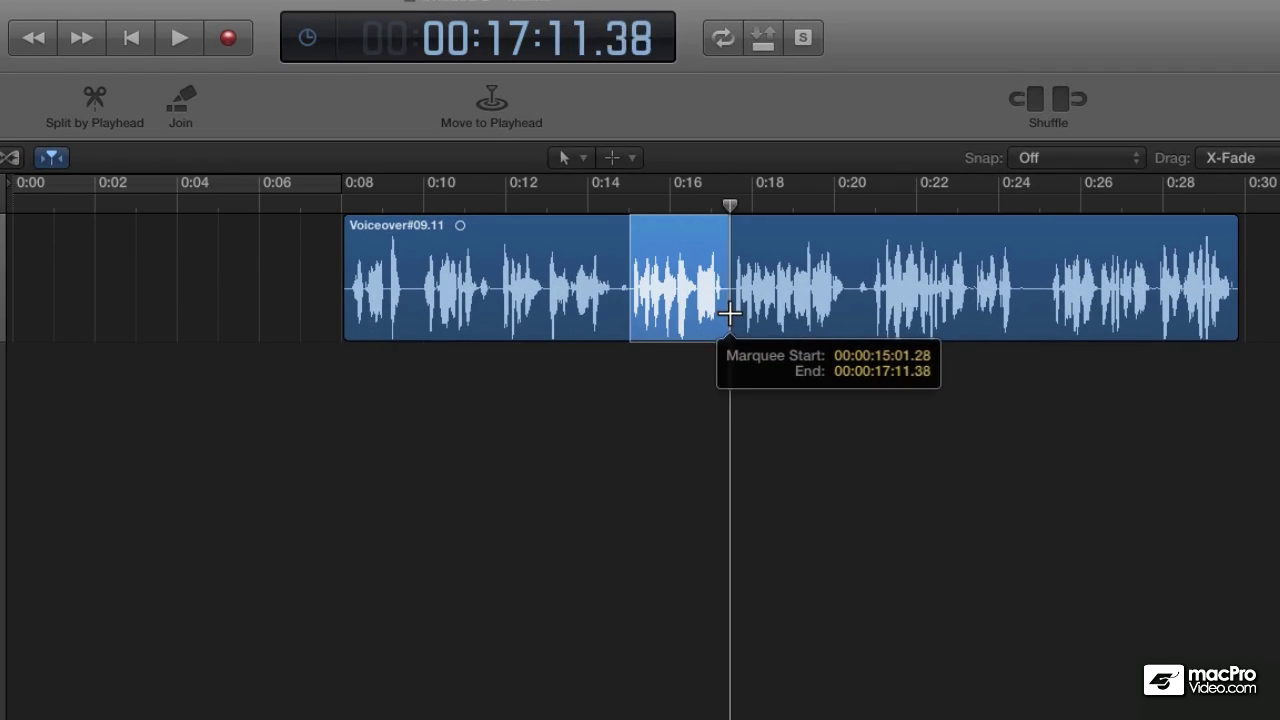 00:00:17:11.38
S
Split by Playhead
Join
Move to Playhead
Shuffle
Snap: Off
Drag: X-Fade
0:00 0:02 0:04 0:06 0:08 0:10 0:12 0:14 0:16 0:18 0:20 0:22 0:24 0:26 0:28 0:30
Voiceover#09.11
Marquee Start: 00:00:15:01.28
End: 00:00:17:11.38
macPro
Video.com